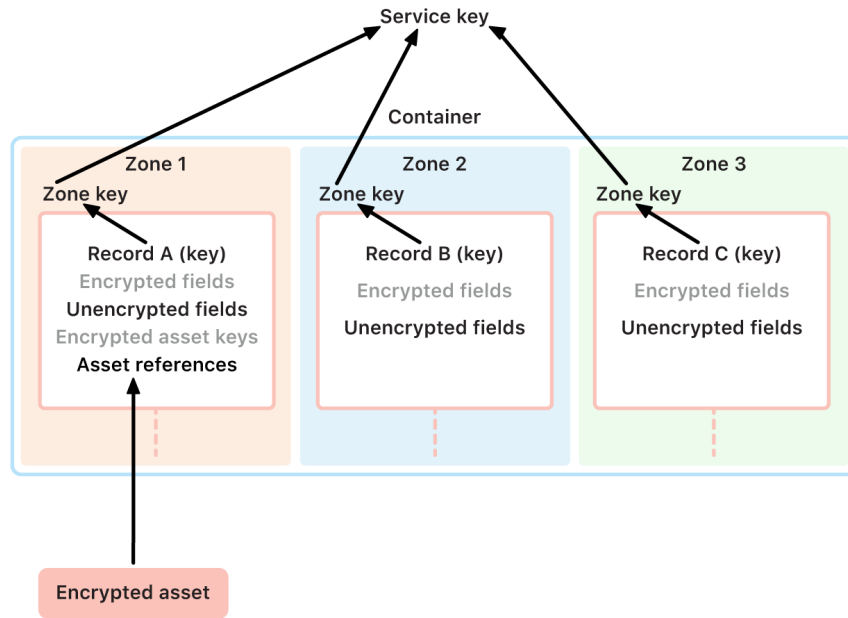 Service key
Container
Zone 1
Zone key
Record A (key)
Encrypted fields
Unencrypted fields
Encrypted asset keys
Asset references
Zone 2
Zone key
Record B (key)
Encrypted fields
Unencrypted fields
Zone 3
Zone key
Record C (key)
Encrypted fields
Unencrypted fields
Encrypted asset